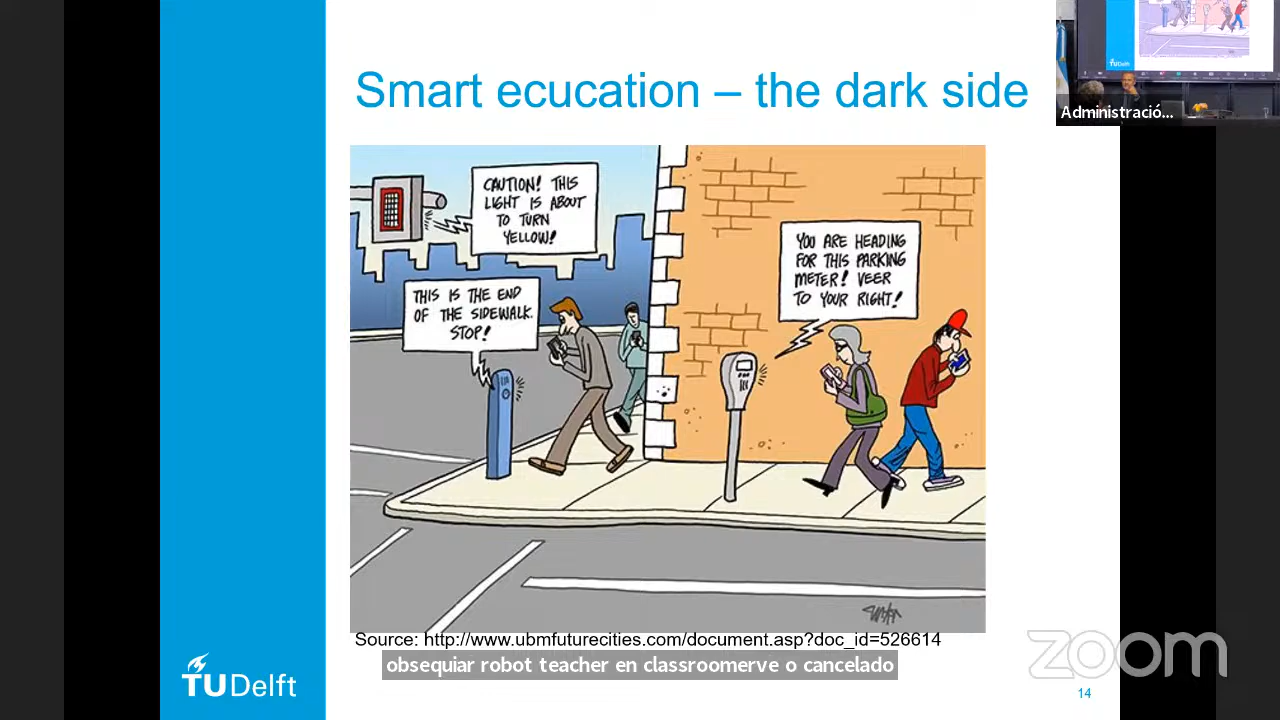 Smart ecucation – the dark side
Administració...
CAUTION! THIS
LIGHT IS ABOUT
TO TURN
YELLOW!
THIS IS THE END
OF THE SIDEWALK.
STOP!
YOU ARE HEADING
FOR THIS PARKING
METER! VEER
TO YOUR RIGHT!
Source: http://www.ubmfuturecities.com/document.asp?doc_id=526614
obsequiar robot teacher en classroomerve o cancelado
TUDelft
zoom
14